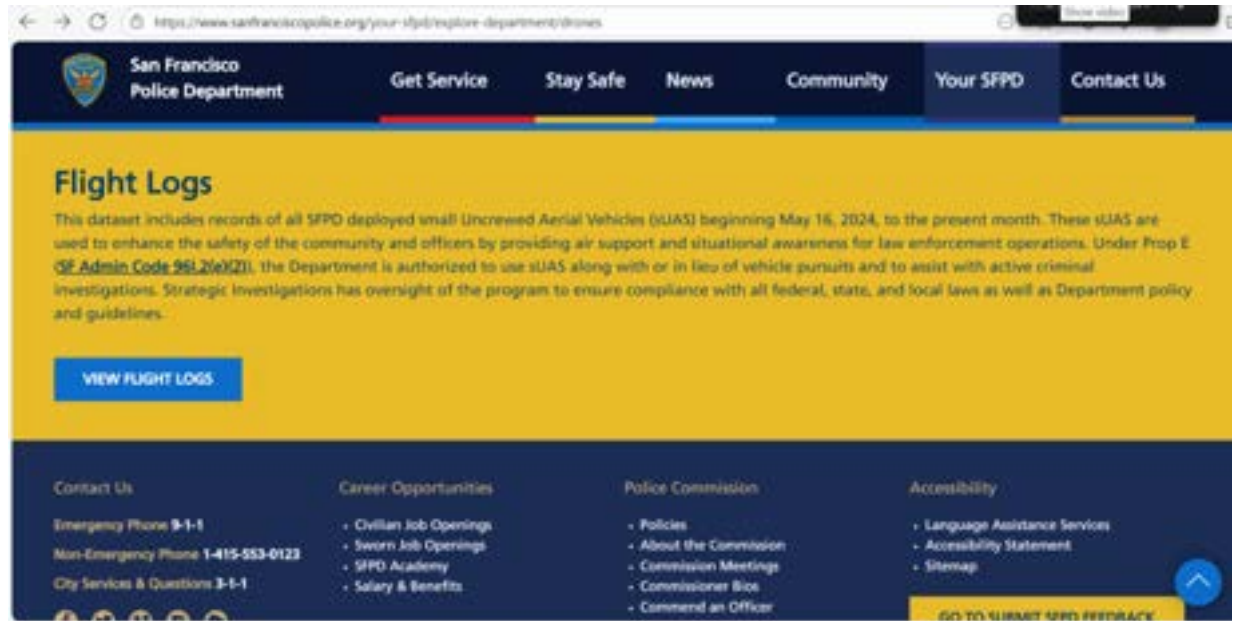 https://www.sanfranciscopolice.org/your-sfpd/explore-department/drones
Show video
San Francisco
Police Department
Get Service
Stay Safe
News
Community
Your SFPD
Contact Us
Flight Logs
This dataset includes records of all SFPD deployed small Uncrewed Aerial Vehicles (sUAS) beginning May 16, 2024, to the present month. These sUAS are
used to enhance the safety of the community and officers by providing air support and situational awareness for law enforcement operations. Under Prop E
(SF Admin Code 96I.2(e)(2)), the Department is authorized to use sUAS along with or in lieu of vehicle pursuits and to assist with active criminal
investigations. Strategic Investigations has oversight of the program to ensure compliance with all federal, state, and local laws as well as Department policy
and guidelines.
VIEW FLIGHT LOGS
Contact Us
Emergency Phone 9-1-1
Non-Emergency Phone 1-415-553-0123
City Services & Questions 3-1-1
Career Opportunities
• Civilian Job Openings
• Sworn Job Openings
• SFPD Academy
• Salary & Benefits
Police Commission
• Policies
• About the Commission
• Commission Meetings
• Commissioner Bios
• Commend an Officer
Accessibility
• Language Assistance Services
• Accessibility Statement
• Sitemap
GO TO SUBMIT SFPD FEEDBACK